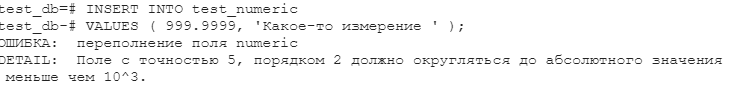 test_db=# INSERT INTO test_numeric
test_db-# VALUES ( 999.9999, 'Какое-то измерение ' );
ОШИБКА:  переполнение поля numeric
DETAIL:  Поле с точностью 5, порядком 2 должно округляться до абсолютного значения
меньше чем 10^3.